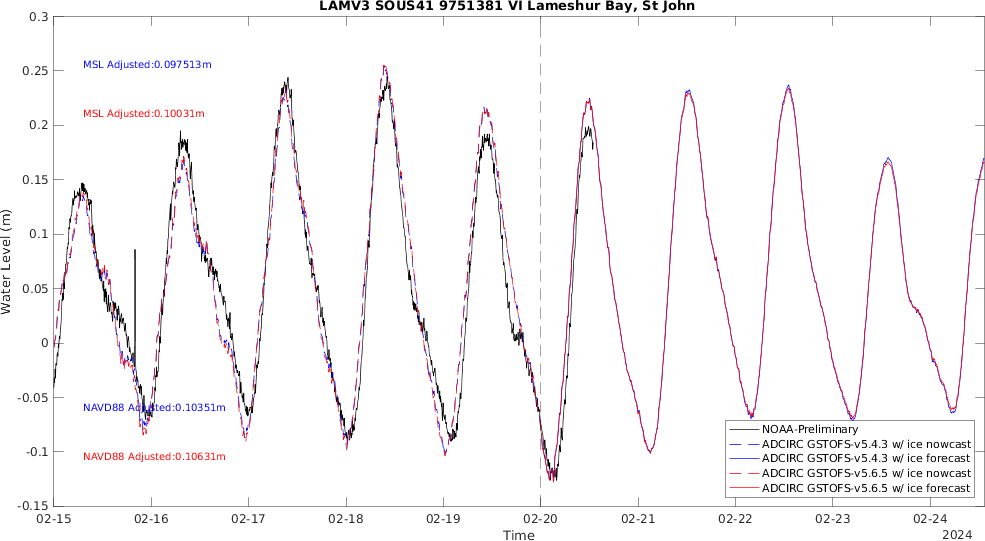 LAMV3 SOUS41 9751381 VI Lameshur Bay, St John
0.3
0.25
0.2
0.15
0.1
0.05
0
-0.05
-0.1
-0.15
Water Level (m)
MSL Adjusted:0.097513m
MSL Adjusted:0.10031m
NAVD88 Adjusted:0.10351m
NAVD88 Adjusted:0.10631m
NOAA-Preliminary
ADCIRC GSTOFS-v5.4.3 w/ ice nowcast
ADCIRC GSTOFS-v5.4.3 w/ ice forecast
ADCIRC GSTOFS-v5.6.5 w/ ice nowcast
ADCIRC GSTOFS-v5.6.5 w/ ice forecast
02-15 02-16 02-17 02-18 02-19 02-20 02-21 02-22 02-23 02-24
Time
2024